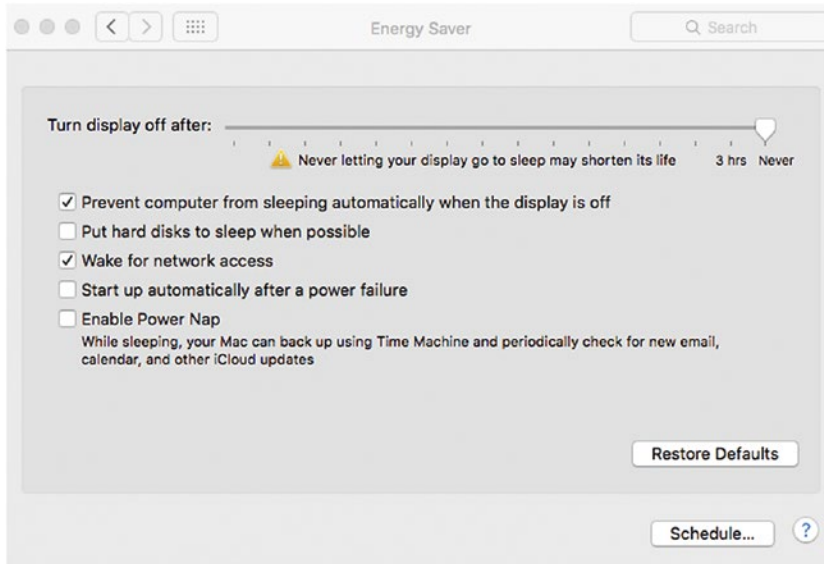 Energy Saver
Search
Turn display off after:
Never letting your display go to sleep may shorten its life
3 hrs Never
Prevent computer from sleeping automatically when the display is off
Put hard disks to sleep when possible
Wake for network access
Start up automatically after a power failure
Enable Power Nap
While sleeping, your Mac can back up using Time Machine and periodically check for new email,
calendar, and other iCloud updates
Restore Defaults
Schedule...
?